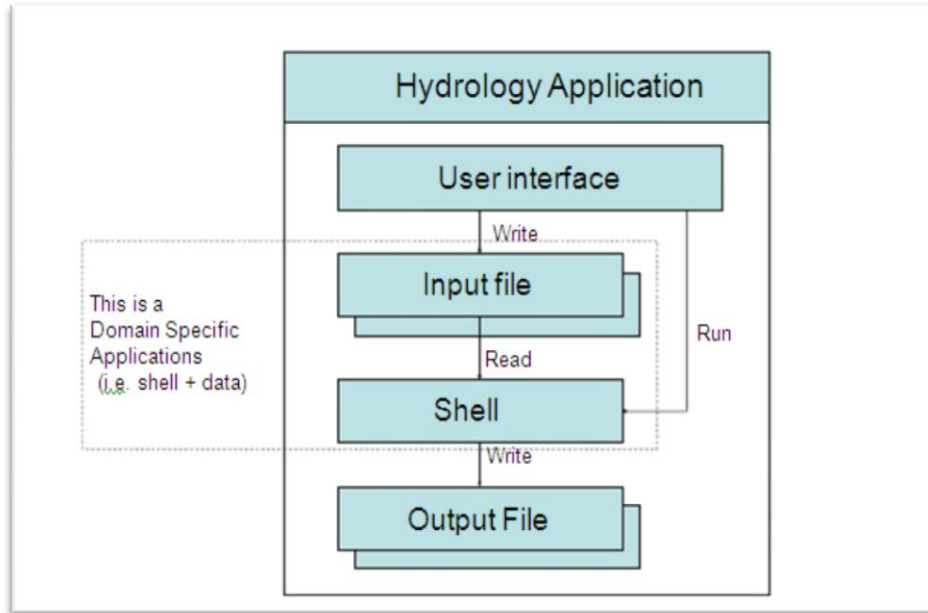 Hydrology Application
User interface
Write
Input file
This is a
Domain Specific
Applications
(i.e. shell + data)
Run
Read
Shell
Write
Output File